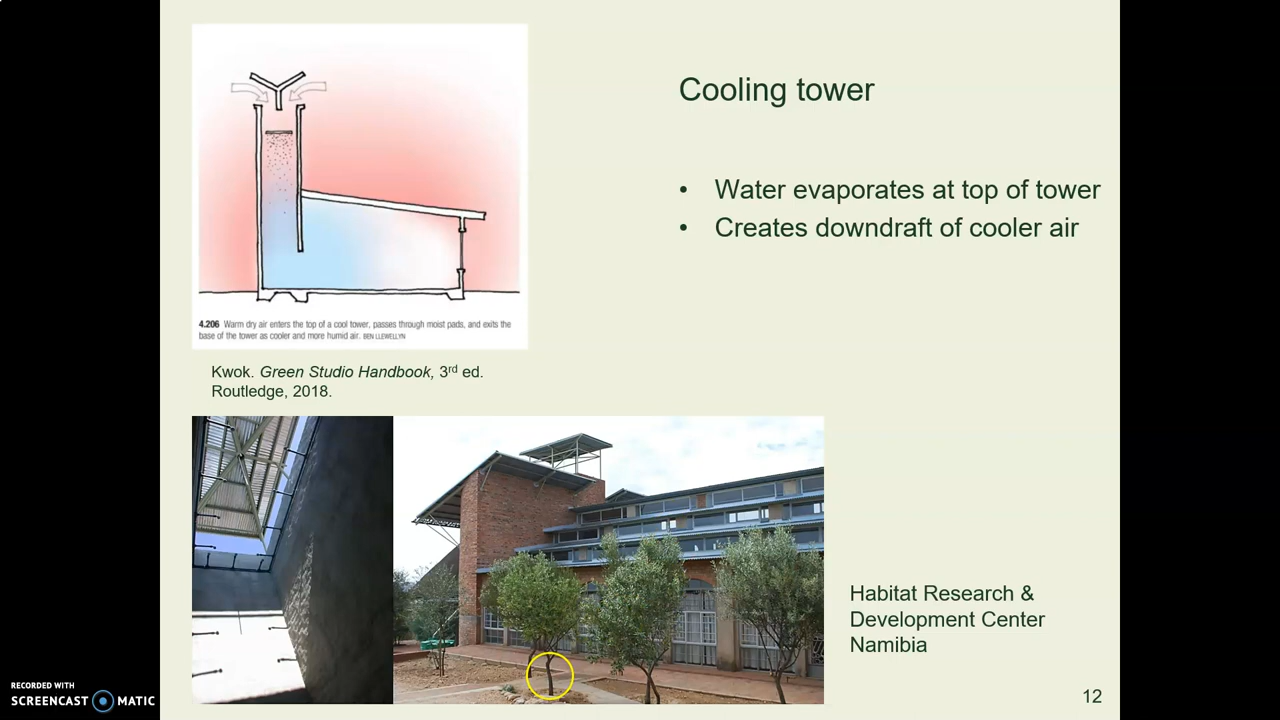 Cooling tower
• Water evaporates at top of tower
• Creates downdraft of cooler air
4.206 Warm dry air enters the top of a cool tower, passes through moist pads, and exits the
base of the tower as cooler and more humid air. BEN LLEWELLYN
Kwok. Green Studio Handbook, 3rd ed.
Routledge, 2018.
Habitat Research &
Development Center
Namibia
RECORDED WITH
SCREENCAST MATIC
12